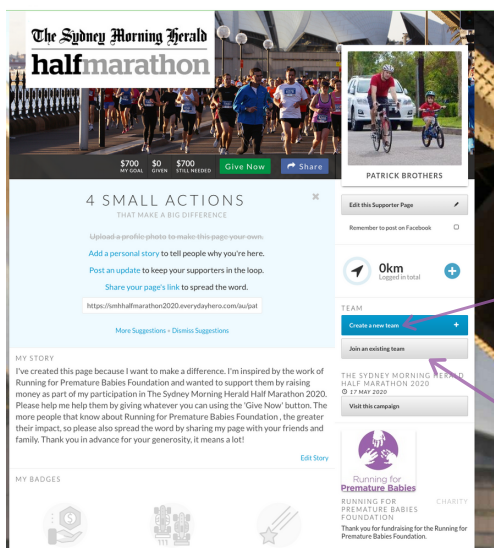 The Sydney Morning Herald
halfmarathon
$700
MY GOAL
$0
GIVEN
$700
STILL NEEDED
Give Now
Share
4 SMALL ACTIONS
THAT MAKE A BIG DIFFERENCE
Upload a profile photo to make this page your own.
Add a personal story to tell people why you're here.
Post an update to keep your supporters in the loop.
Share your page's link to spread the word.
https://smhhalfmarathon2020.everydayhero.com/au/pat
More Suggestions • Dismiss Suggestions
MY STORY
I've created this page because I want to make a difference. I'm inspired by the work of
Running for Premature Babies Foundation and wanted to support them by raising
money as part of my participation in The Sydney Morning Herald Half Marathon 2020.
Please help me help them by giving whatever you can using the 'Give Now' button. The
more people that know about Running for Premature Babies Foundation , the greater
their impact, so please also spread the word by sharing my page with your friends and
family. Thank you in advance for your generosity, it means a lot!
Edit Story
MY BADGES
PATRICK BROTHERS
Edit this Supporter Page
Remember to post on Facebook
0km
Logged in total
TEAM
Create a new team
Join an existing team
THE SYDNEY MORNING HERALD
HALF MARATHON 2020
17 MAY 2020
Visit this campaign
Running for
Premature Babies
RUNNING FOR
PREMATURE BABIES
FOUNDATION
CHARITY
Thank you for fundraising for the Running for
Premature Babies Foundation.